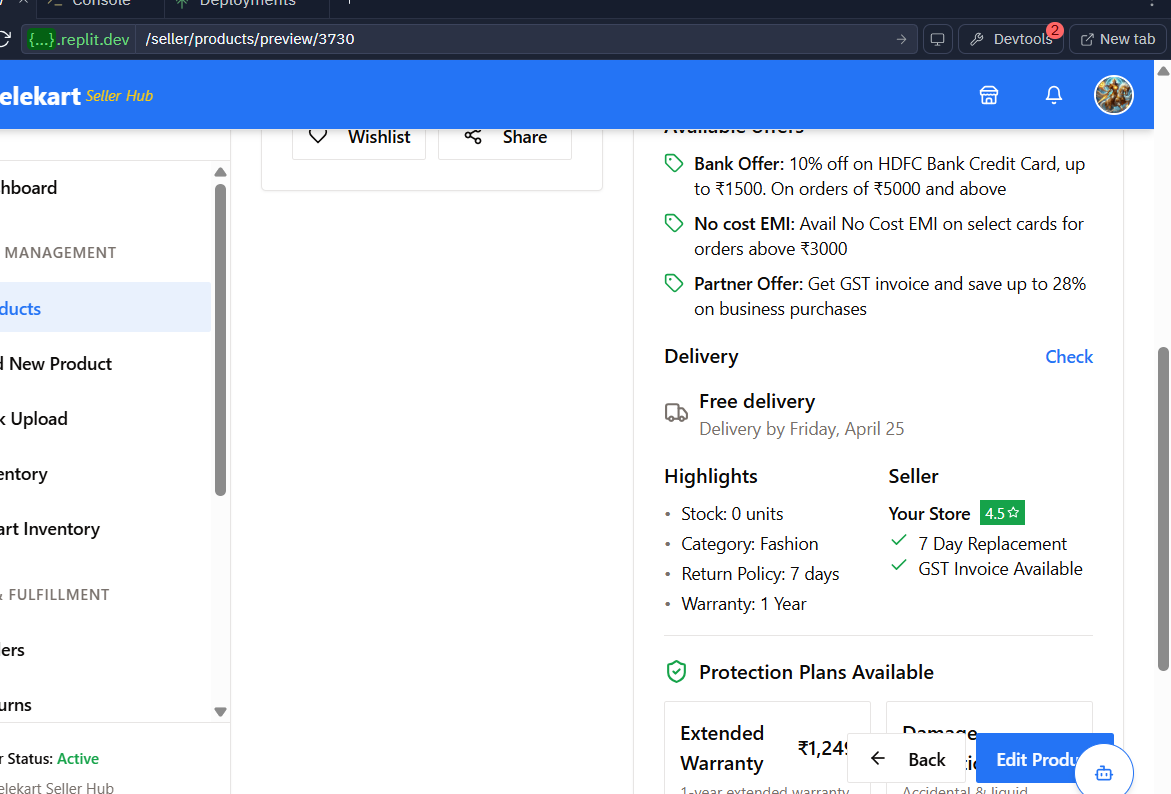 Console
Deployments
{...}.replit.dev
/seller/products/preview/3730
Devtools
2
New tab
elekart Seller Hub
hboard
MANAGEMENT
ducts
d New Product
k Upload
entory
art Inventory
& FULFILLMENT
ers
urns
r Status: Active
elekart Seller Hub
Wishlist
Share
Available Offers
Bank Offer: 10% off on HDFC Bank Credit Card, up
to ₹1500. On orders of ₹5000 and above
No cost EMI: Avail No Cost EMI on select cards for
orders above ₹3000
Partner Offer: Get GST invoice and save up to 28%
on business purchases
Delivery
Check
Free delivery
Delivery by Friday, April 25
Highlights
• Stock: 0 units
• Category: Fashion
• Return Policy: 7 days
• Warranty: 1 Year
Seller
Your Store 4.5
7 Day Replacement
GST Invoice Available
Protection Plans Available
Extended
Warranty
₹1,249
1-year extended warranty
Damage
Accidental & liquid
Back
Edit Produ